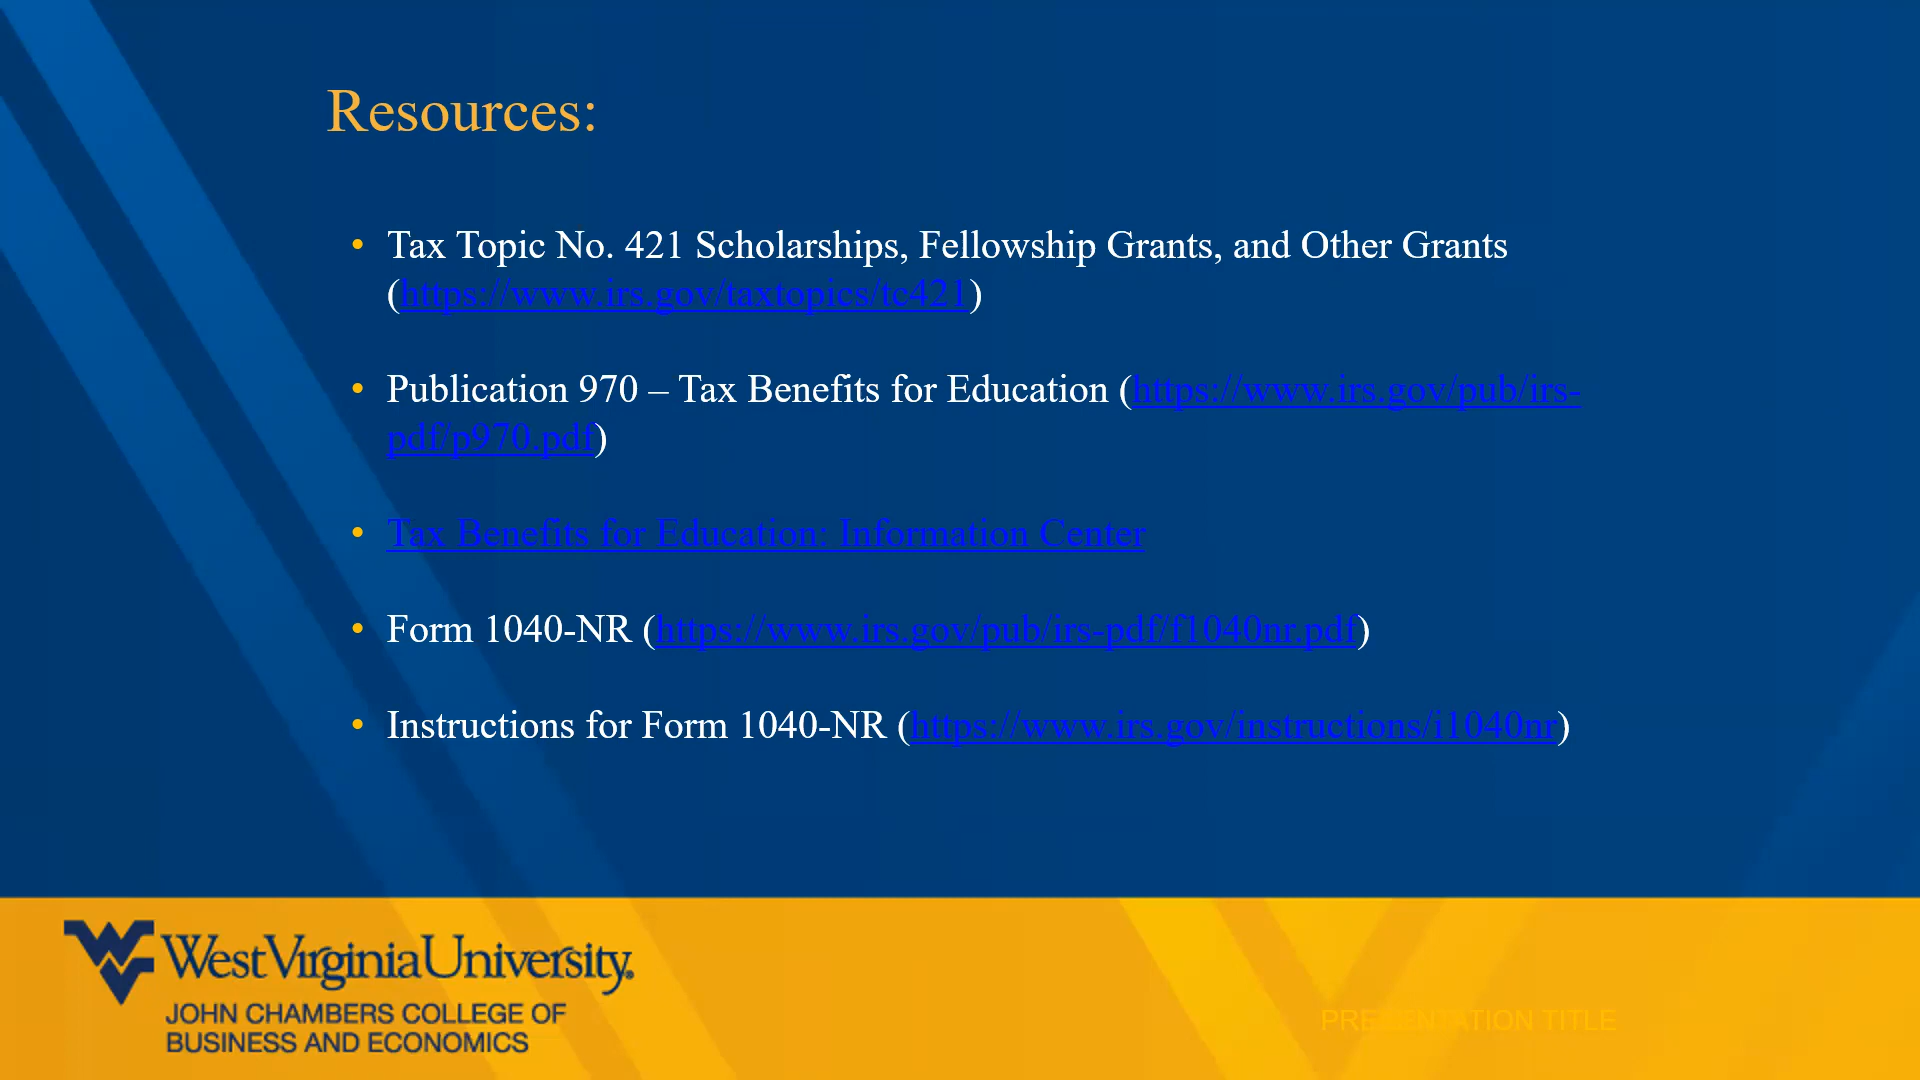 Resources:
• Tax Topic No. 421 Scholarships, Fellowship Grants, and Other Grants
(https://www.irs.gov/taxtopics/tc421)
• Publication 970 – Tax Benefits for Education (https://www.irs.gov/pub/irs-
pdf/p970.pdf)
• Tax Benefits for Education: Information Center
• Form 1040-NR (https://www.irs.gov/pub/irs-pdf/f1040nr.pdf)
• Instructions for Form 1040-NR (https://www.irs.gov/instructions/i1040nr)
West Virginia University.
JOHN CHAMBERS COLLEGE OF
BUSINESS AND ECONOMICS
PRESENTATION TITLE